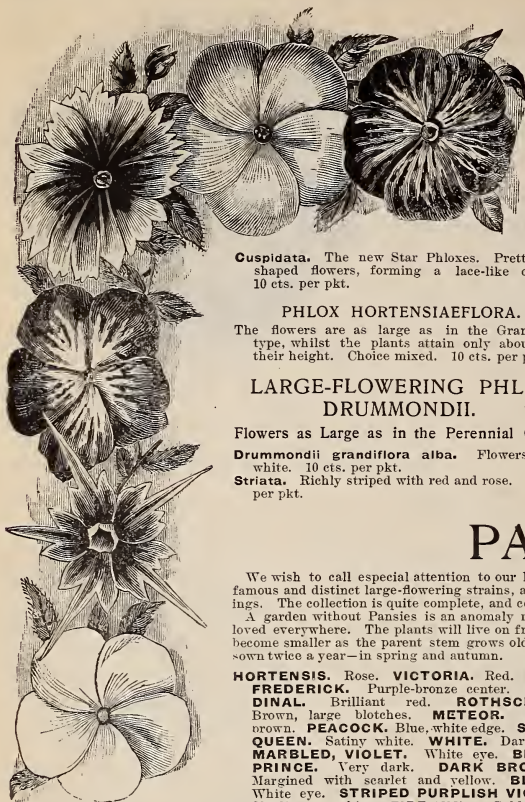 Cuspidata. The new Star Phloxes. Prett
shaped flowers, forming a lace-like
10 cts. per pkt.
PHLOX HORTENSIAEFLORA.
The flowers are as large as in the Gran
type, whilst the plants attain only abou
their height. Choice mixed. 10 cts. per
LARGE-FLOWERING PHL
DRUMMONDII.
Flowers as Large as in the Perennial
Drummondii grandiflora alba. Flowers
white. 10 cts. per pkt.
Striata. Richly striped with red and rose.
per pkt.
PA
We wish to call especial attention to our
famous and distinct large-flowering strains, a
ings. The collection is quite complete, and c
A garden without Pansies is an anomaly
loved everywhere. The plants will live on fr
become smaller as the parent stem grows old
sown twice a year—in spring and autumn.
HORTENSIS. Rose. VICTORIA. Red.
FREDERICK. Purple-bronze center.
DINAL. Brilliant red. ROTHSC
Brown, large blotches. METEOR.
brown. PEACOCK. Blue, white edge. S
QUEEN. Satiny white. WHITE. Dar
MARBLED, VIOLET. White eye. B
PRINCE. Very dark. DARK BRO
Margined with scarlet and yellow. B
White eye. STRIPED PURPLISH VI